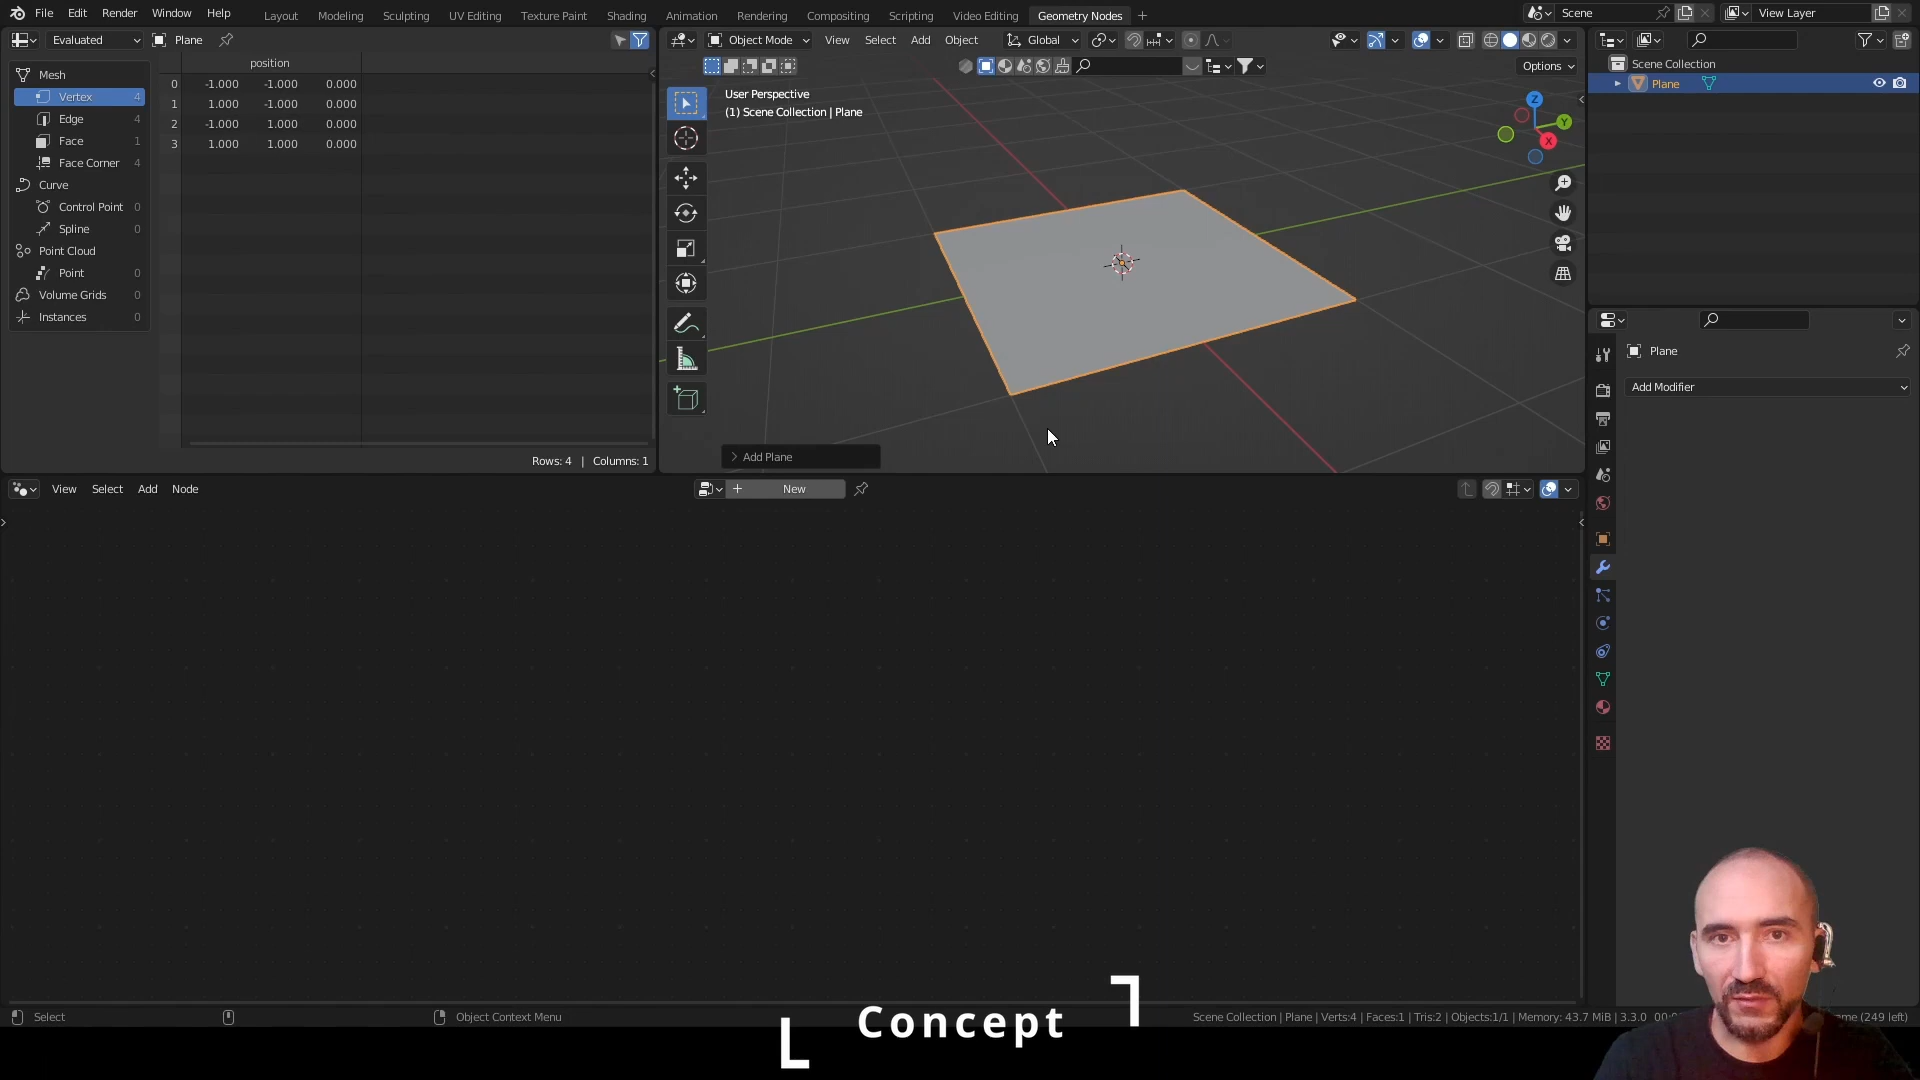 File Edit Render Window Help Layout Modeling Sculpting UV Editing Texture Paint Shading Animation Rendering Compositing Scripting Video Editing Geometry Nodes + Scene View Layer
Evaluated Plane
Object Mode View Select Add Object Global
Options
position
0 -1.000 -1.000 0.000
1 1.000 -1.000 0.000
2 -1.000 1.000 0.000
3 1.000 1.000 0.000
Mesh
Vertex 4
Edge 4
Face 1
Face Corner 4
Curve
Control Point 0
Spline 0
Point Cloud
Point 0
Volume Grids 0
Instances 0
Rows: 4 | Columns: 1
User Perspective
(1) Scene Collection | Plane
Z
Y
X
Add Plane
Scene Collection
Plane
Plane
Add Modifier
View Select Add Node
+ New
Select
Object Context Menu
Scene Collection | Plane | Verts:4 | Faces:1 | Tris:2 | Objects:1/1 | Memory: 43.7 MiB | 3.3.0
(249 left)
Concept